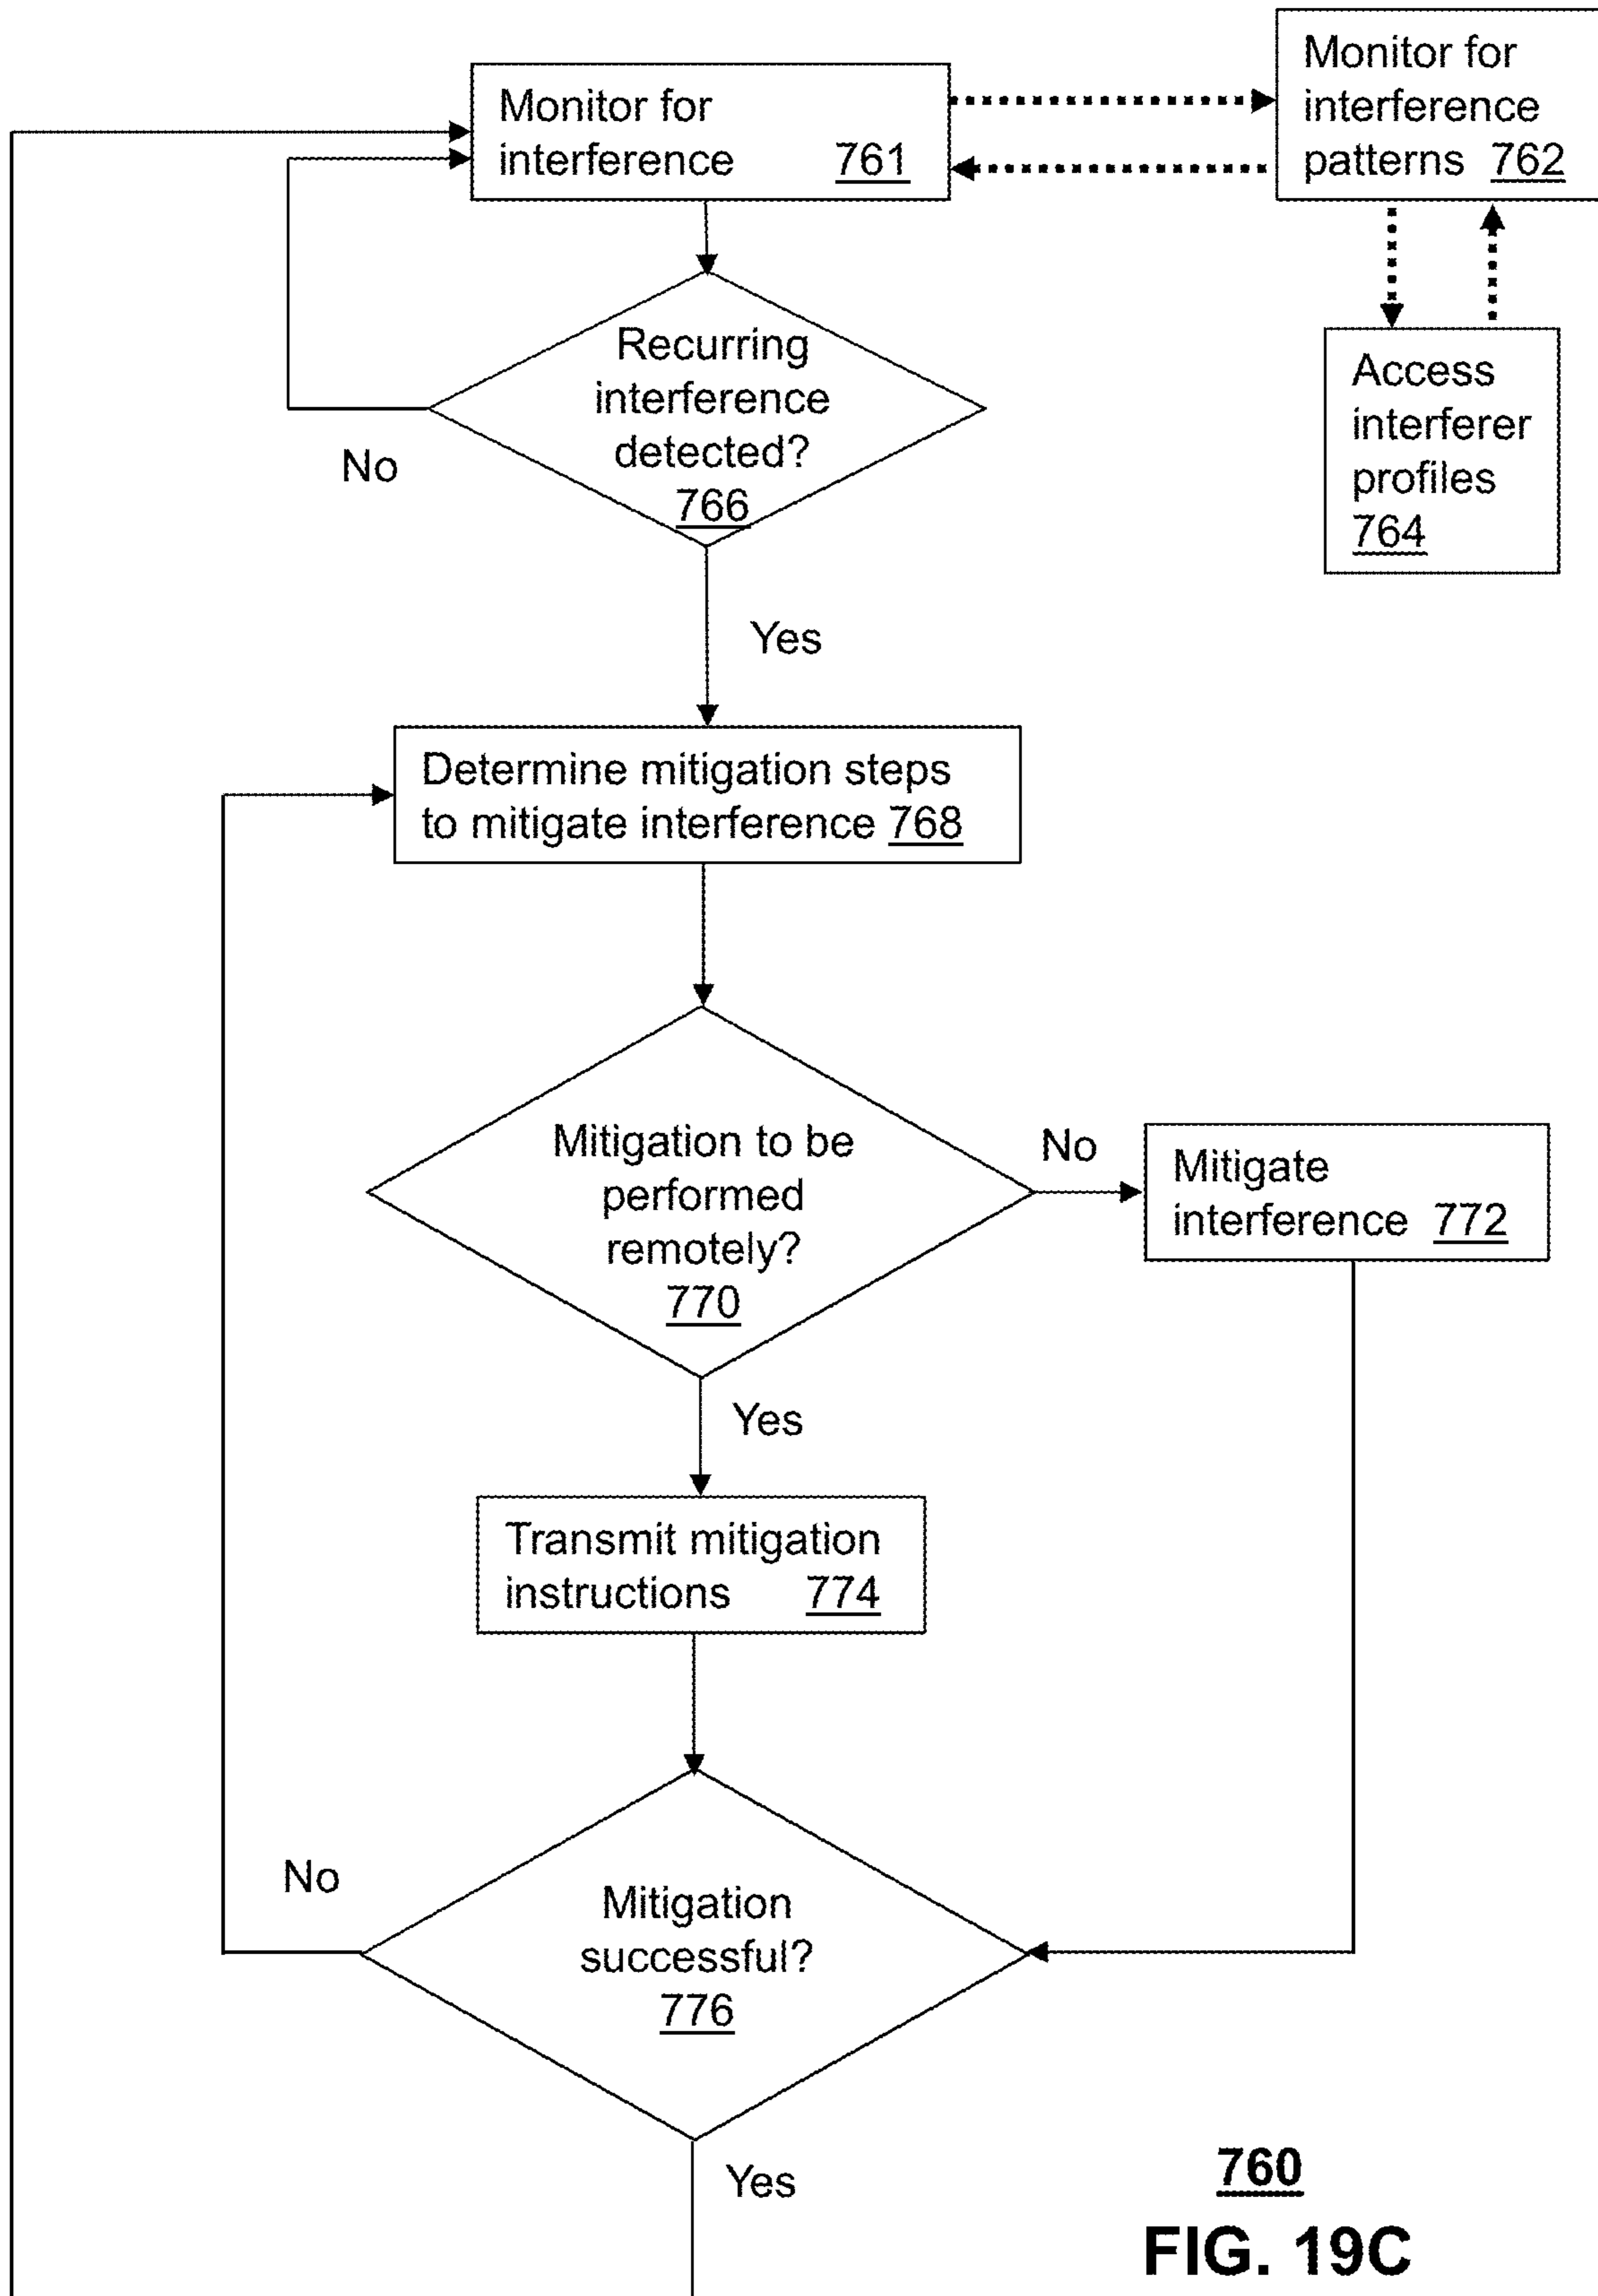 Monitor for
interference 761
Monitor for
interference
patterns 762
Access
interferer
profiles
764
Recurring
interference
detected?
766
No
Yes
Determine mitigation steps
to mitigate interference 768
Mitigation to be
performed
remotely?
770
No
Mitigate
interference 772
Yes
Transmit mitigation
instructions 774
Mitigation
successful?
776
No
Yes
760
FIG. 19C